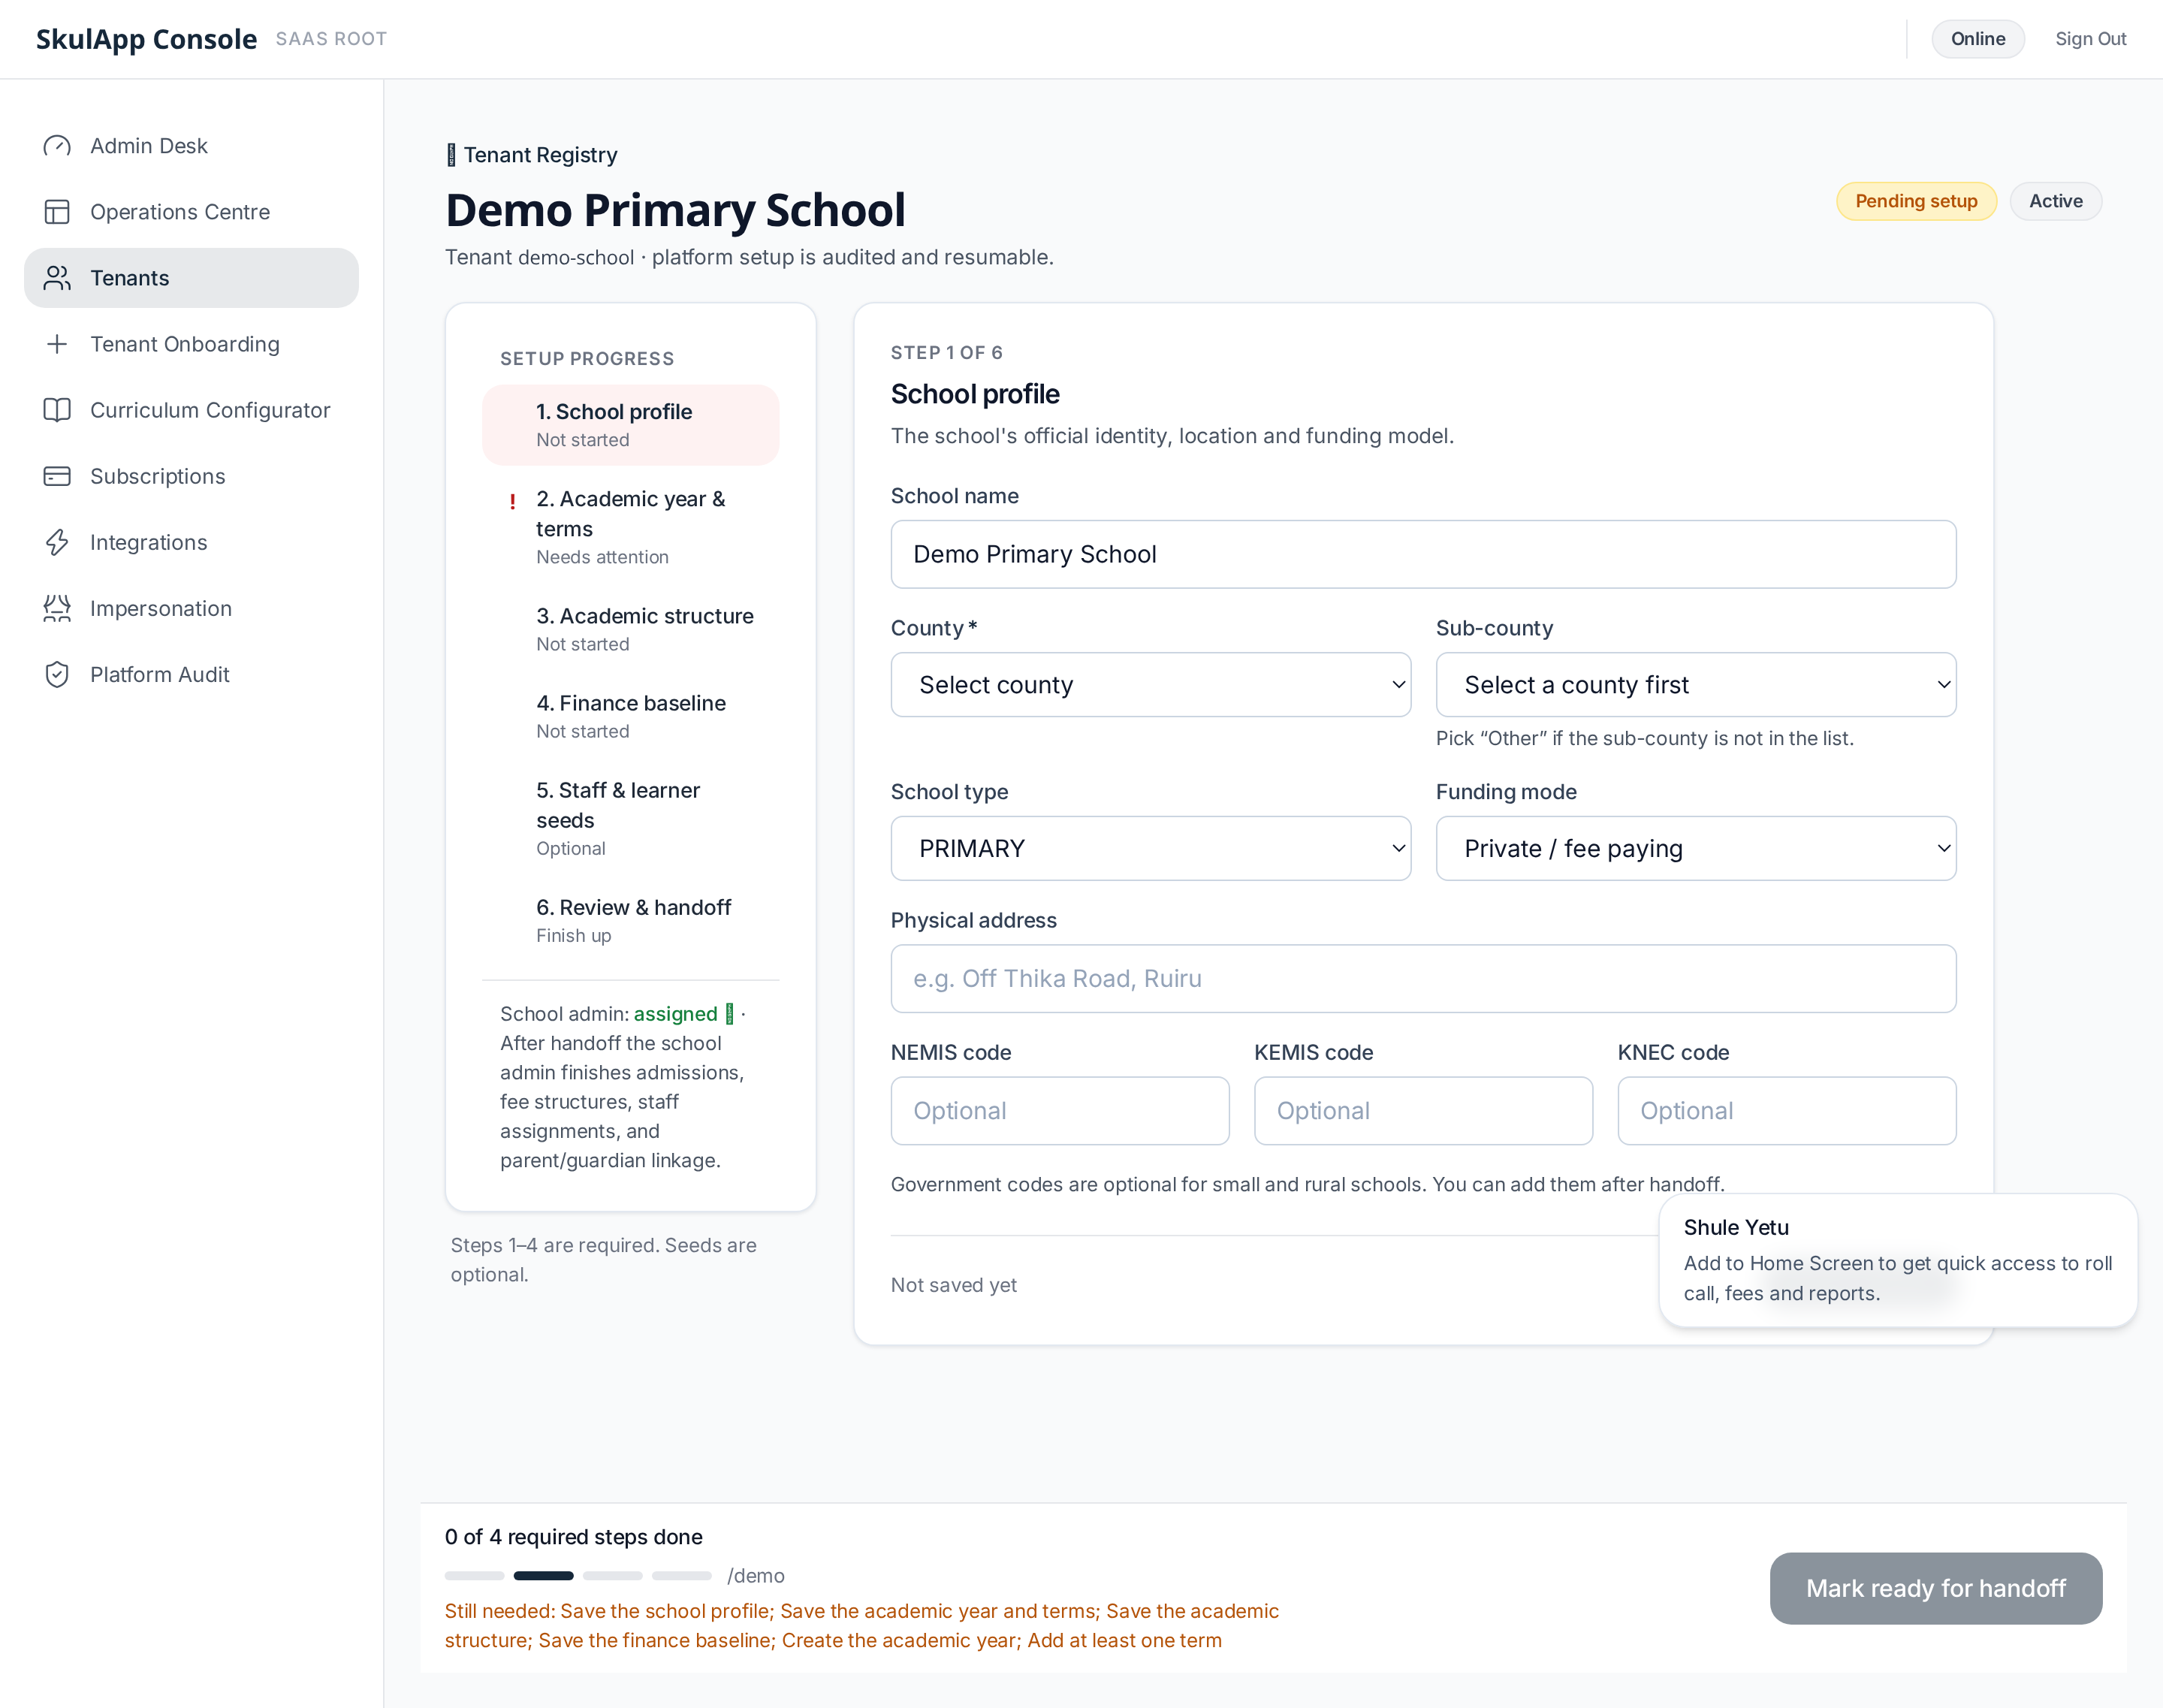 SkulApp Console SAAS ROOT
Online
Sign Out
Admin Desk
Operations Centre
Tenants
Tenant Onboarding
Curriculum Configurator
Subscriptions
Integrations
Impersonation
Platform Audit
Tenant Registry
Demo Primary School
Tenant demo-school · platform setup is audited and resumable.
Pending setup
Active
SETUP PROGRESS
1. School profile
Not started
! 2. Academic year &
terms
Needs attention
3. Academic structure
Not started
4. Finance baseline
Not started
5. Staff & learner
seeds
Optional
6. Review & handoff
Finish up
School admin: assigned ·
After handoff the school
admin finishes admissions,
fee structures, staff
assignments, and
parent/guardian linkage.
Steps 1–4 are required. Seeds are
optional.
STEP 1 OF 6
School profile
The school's official identity, location and funding model.
School name
Demo Primary School
County *
Sub-county
Select county
Select a county first
Pick “Other” if the sub-county is not in the list.
School type
Funding mode
PRIMARY
Private / fee paying
Physical address
e.g. Off Thika Road, Ruiru
NEMIS code
KEMIS code
KNEC code
Optional
Optional
Optional
Government codes are optional for small and rural schools. You can add them after handoff.
Not saved yet
Shule Yetu
Add to Home Screen to get quick access to roll
call, fees and reports.
0 of 4 required steps done
/demo
Still needed: Save the school profile; Save the academic year and terms; Save the academic
structure; Save the finance baseline; Create the academic year; Add at least one term
Mark ready for handoff